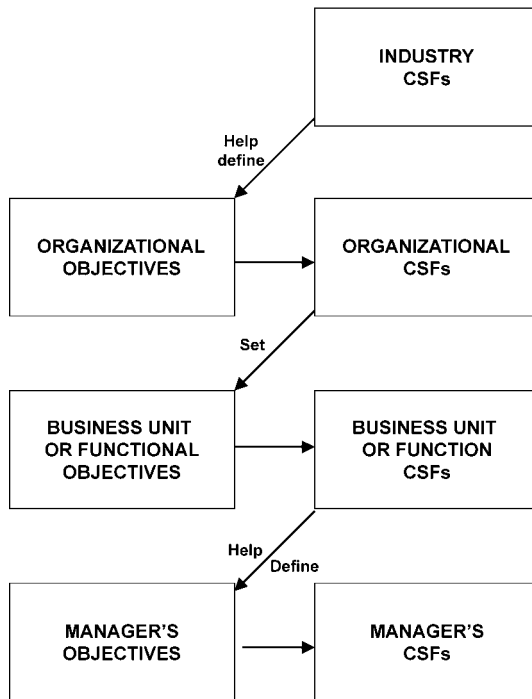 INDUSTRY
CSFs
Help
define
ORGANIZATIONAL
OBJECTIVES
ORGANIZATIONAL
CSFs
Set
BUSINESS UNIT
OR FUNCTIONAL
OBJECTIVES
BUSINESS UNIT
OR FUNCTION
CSFs
Help
Define
MANAGER’S
OBJECTIVES
MANAGER’S
CSFs